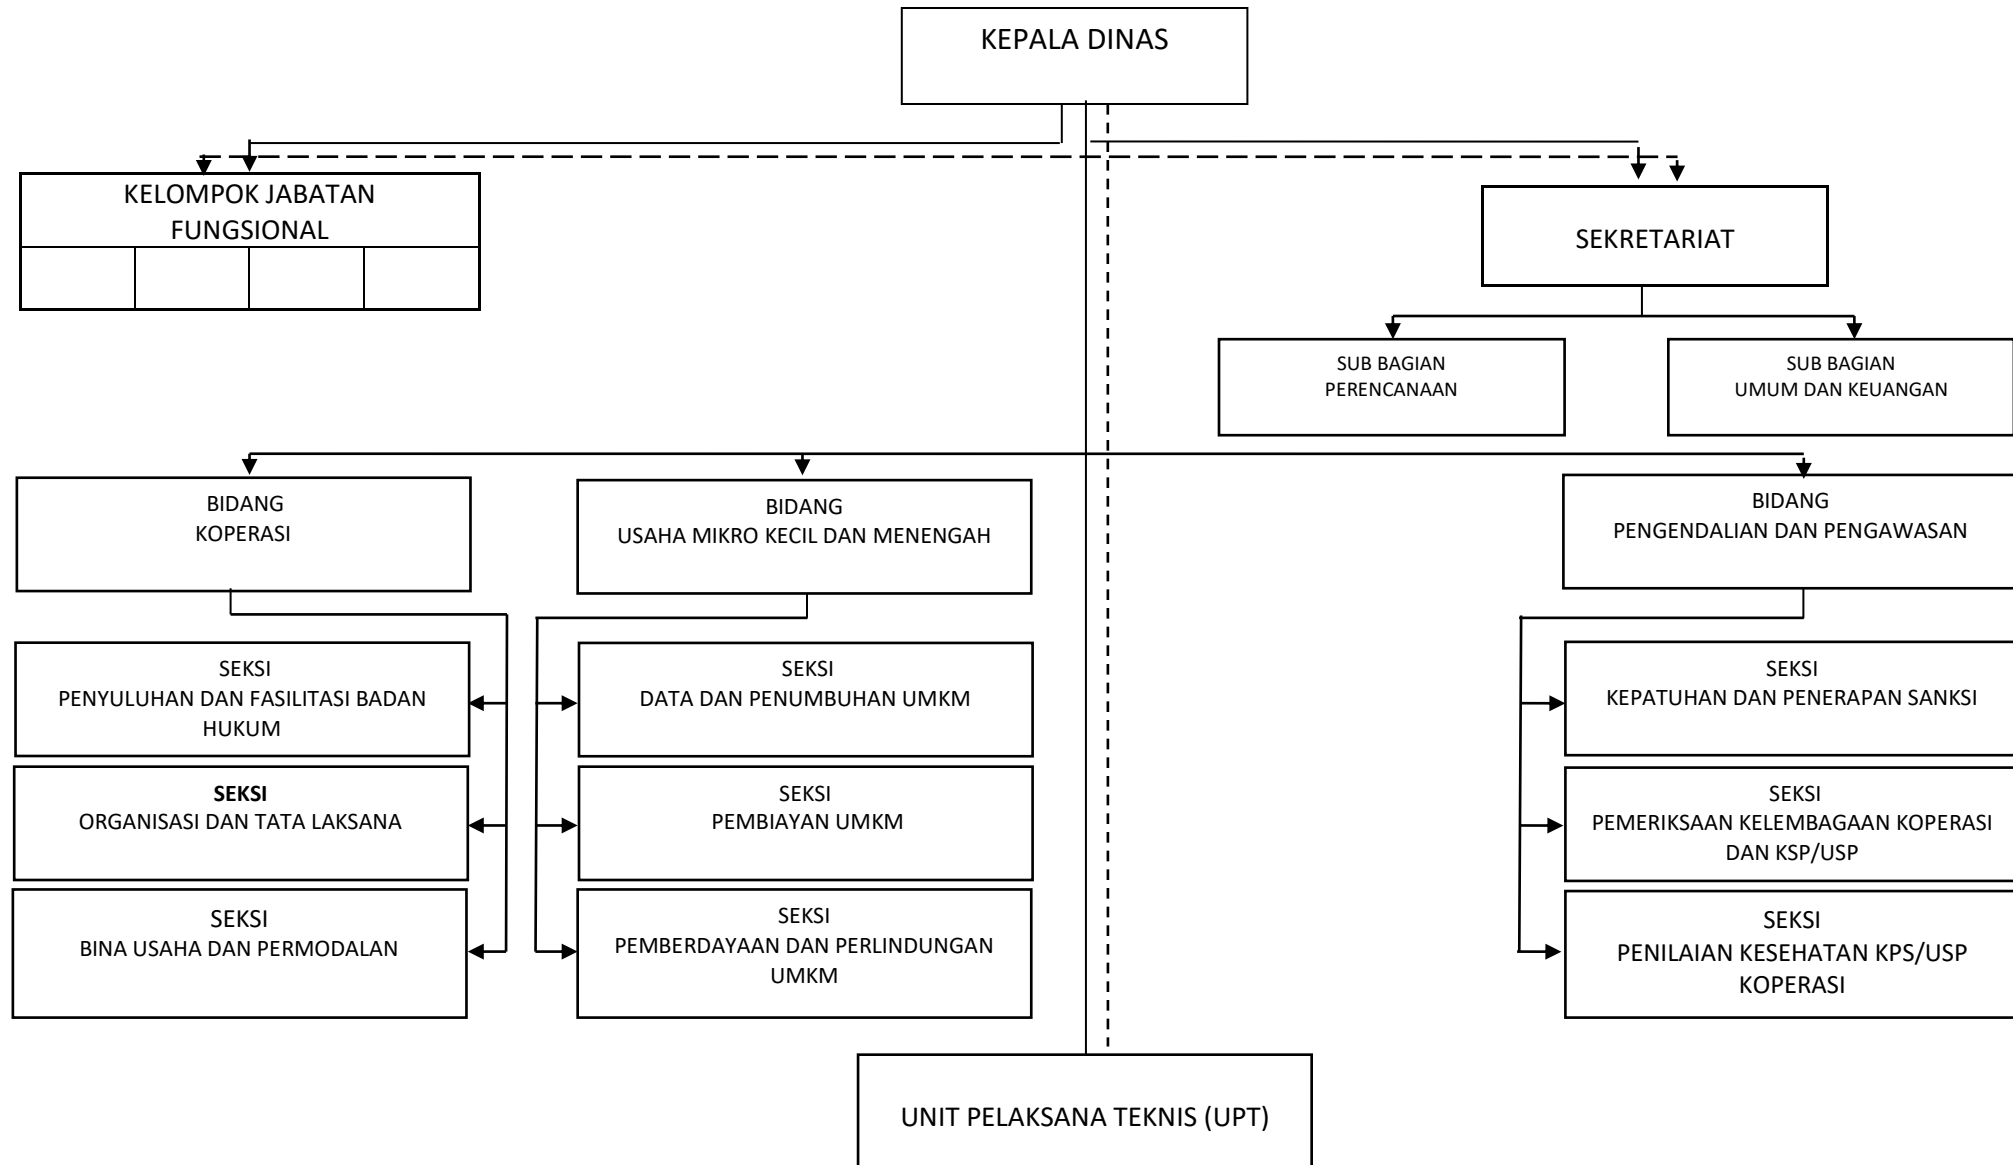 KEPALA DINAS
KELOMPOK JABATAN
FUNGSIONAL
SEKRETARIAT
SUB BAGIAN
PERENCANAAN
SUB BAGIAN
UMUM DAN KEUANGAN
BIDANG
KOPERASI
BIDANG
USAHA MIKRO KECIL DAN MENENGAH
BIDANG
PENGENDALIAN DAN PENGAWASAN
SEKSI
PENYULUHAN DAN FASILITASI BADAN
HUKUM
SEKSI
DATA DAN PENUMBUHAN UMKM
SEKSI
KEPATUHAN DAN PENERAPAN SANKSI
SEKSI
ORGANISASI DAN TATA LAKSANA
SEKSI
PEMBIAYAN UMKM
SEKSI
PEMERIKSAAN KELEMBAGAAN KOPERASI
DAN KSP/USP
SEKSI
BINA USAHA DAN PERMODALAN
SEKSI
PEMBERDAYAAN DAN PERLINDUNGAN
UMKM
SEKSI
PENILAIAN KESEHATAN KPS/USP
KOPERASI
UNIT PELAKSANA TEKNIS (UPT)